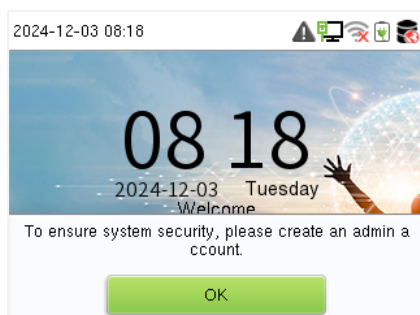 2024-12-03 08:18
08 18
2024-12-03 Tuesday
Welcome
To ensure system security, please create an admin a
ccount.
OK